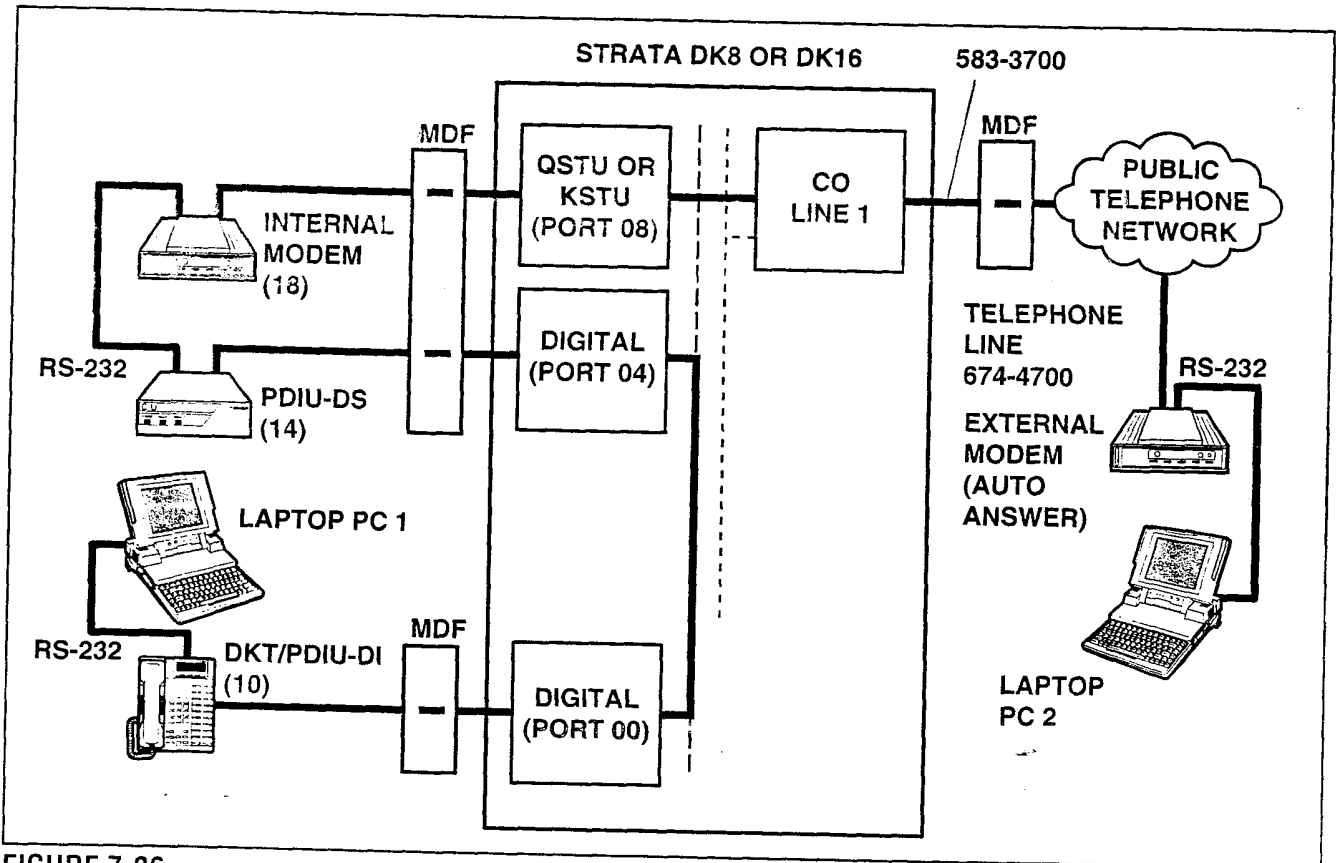 STRATA DK8 OR DK16
583-3700
MDF
MDF
QSTU OR
KSTU
(PORT 08)
CO
LINE 1
PUBLIC
TELEPHONE
NETWORK
INTERNAL
MODEM
(18)
DIGITAL
(PORT 04)
TELEPHONE
LINE
674-4700
RS-232
RS-232
PDIU-DS
(14)
EXTERNAL
MODEM
(AUTO
ANSWER)
LAPTOP PC 1
MDF
RS-232
DKT/PDIU-DI
(10)
DIGITAL
(PORT 00)
LAPTOP
PC 2
FIGURE 7-26